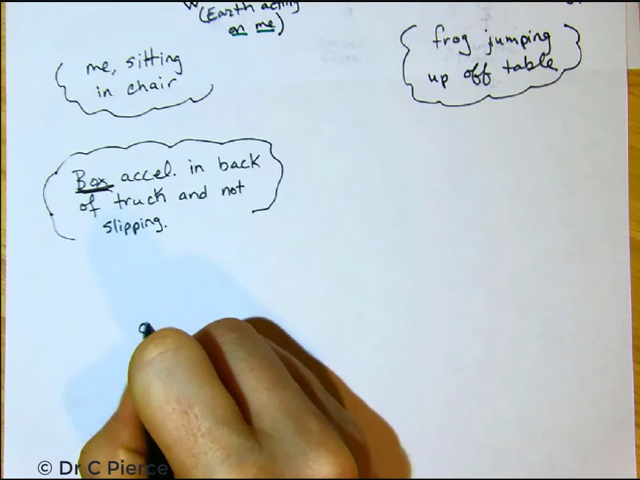 (Earth acting
on me)
me, sitting
in chair
frog jumping
up off table
Box accel. in back
of truck and not
slipping.
© Dr C Pierce